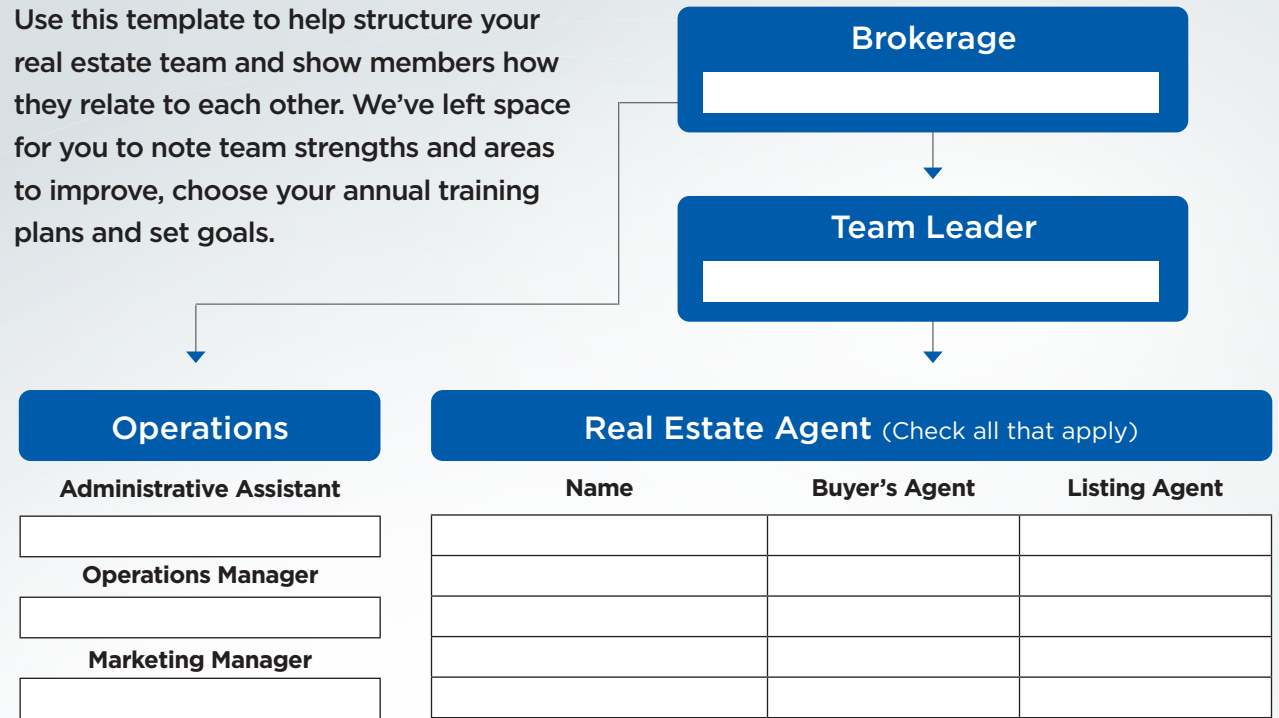 Use this template to help structure your
real estate team and show members how
they relate to each other. We’ve left space
for you to note team strengths and areas
to improve, choose your annual training
plans and set goals.
Brokerage
Team Leader
Operations
Administrative Assistant
Operations Manager
Marketing Manager
Real Estate Agent (Check all that apply)
Name Buyer’s Agent Listing Agent